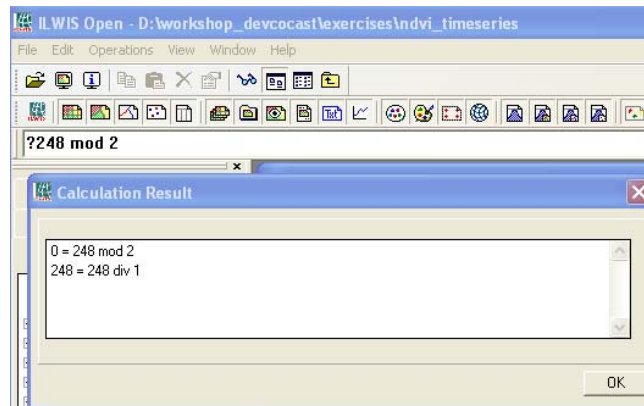 ILWIS Open - D:\workshop_devcocast\exercises\ndvi_timeseries
File Edit Operations View Window Help
Txt
?248 mod 2
x
Calculation Result
0 = 248 mod 2
248 = 248 div 1
OK